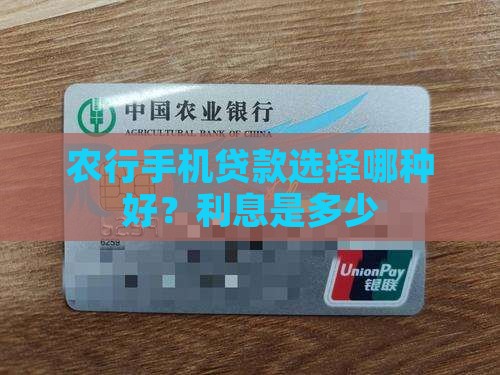 中国农业银行
AGRICULTURAL BANK OF CHINA
农行手机贷款选择哪种
好？利息是多少
6259
UnionPay
银联